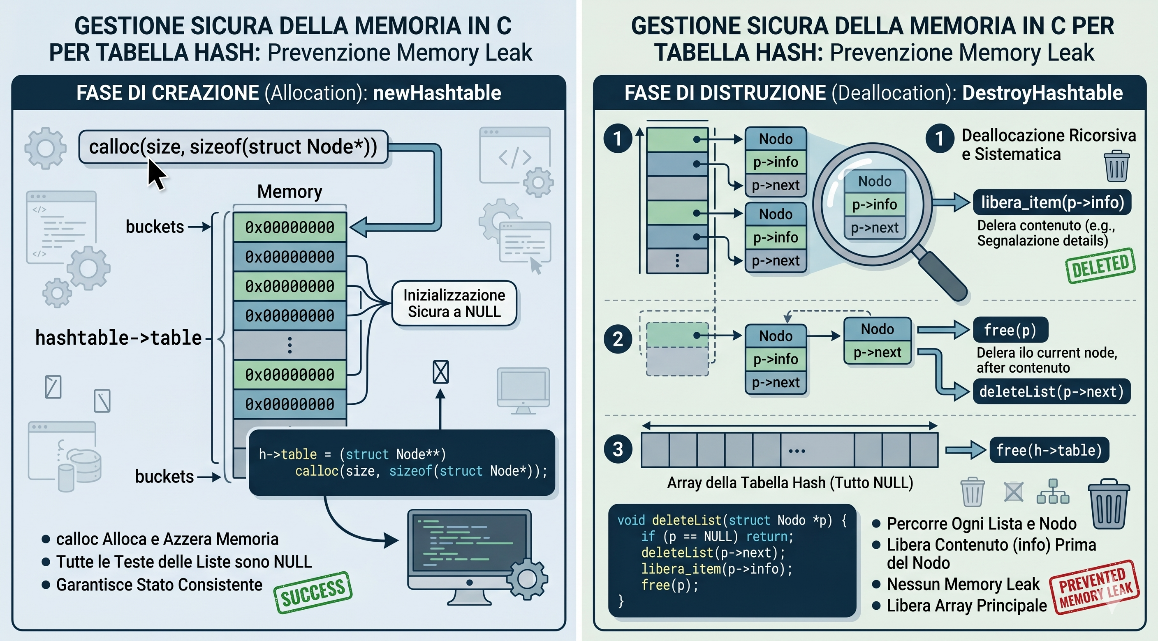 GESTIONE SICURA DELLA MEMORIA IN C
PER TABELLA HASH: Prevenzione Memory Leak
FASE DI CREAZIONE (Allocation): newHashtable
calloc(size, sizeof(struct Node*))
</>
</>
Memory
buckets
0x00000000
0x00000000
0x00000000
0x00000000
⋮
0x00000000
0x00000000
Inizializzazione
Sicura a NULL
hashtable->table
buckets
h->table = (struct Node**)
calloc(size, sizeof(struct Node*));
• calloc Alloca e Azzera Memoria
• Tutte le Teste delle Liste sono NULL
• Garantisce Stato Consistente
SUCCESS
GESTIONE SICURA DELLA MEMORIA IN C PER
TABELLA HASH: Prevenzione Memory Leak
FASE DI DISTRUZIONE (Deallocation): DestroyHashtable
1
Nodo
p->info
p->next
Nodo
p->info
p->next
⋮
Nodo
p->info
p->next
1 Deallocazione Ricorsiva
e Sistematica
libera_item(p->info)
Delera contenuto (e.g.,
Segnalazione details)
DELETED
2
Nodo
p->info
p->next
Nodo
p->next
free(p)
Delera ilo current node,
after contenuto
deleteList(p->next)
3
...
free(h->table)
Array della Tabella Hash (Tutto NULL)
void deleteList(struct Nodo *p) {
if (p == NULL) return;
deleteList(p->next);
libera_item(p->info);
free(p);
}
• Percorre Ogni Lista e Nodo
• Libera Contenuto (info) Prima
del Nodo
• Nessun Memory Leak
• Libera Array Principale
PREVENTED
MEMORY LEAK